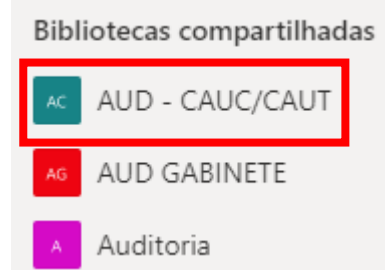 Bibliotecas compartilhadas
AC AUD - CAUC/CAUT
AG AUD GABINETE
A Auditoria